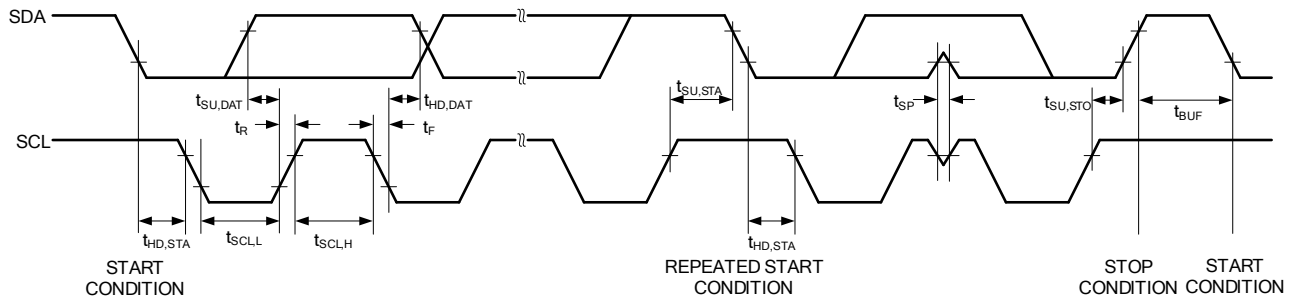 SDA
tSU,DAT
tHD,DAT
tSU,STA
tSP
tSU,STO
tBUF
tR
tF
SCL
tHD,STA
tSCL,L
tSCL,H
tHD,STA
START
CONDITION
REPEATED START
CONDITION
STOP
CONDITION
START
CONDITION